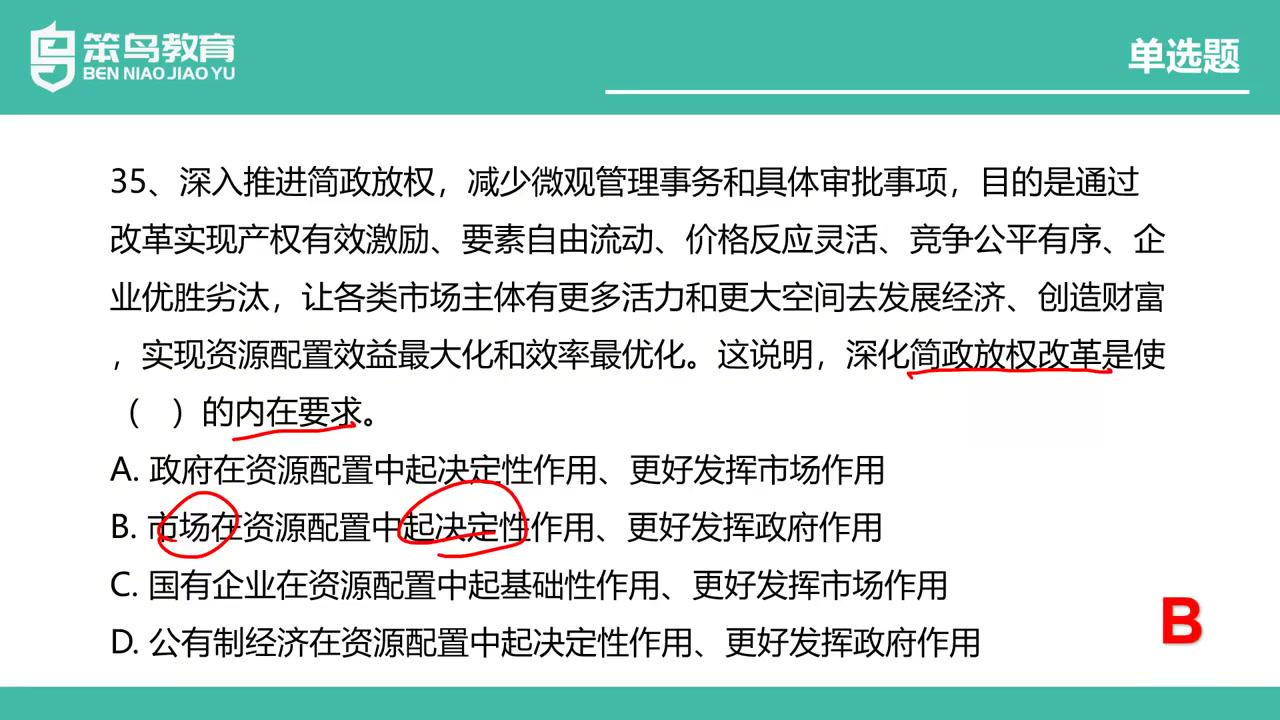 笨鸟教育
BEN NIAO JIAO YU
单选题
35、深入推进简政放权，减少微观管理事务和具体审批事项，目的是通过
改革实现产权有效激励、要素自由流动、价格反应灵活、竞争公平有序、企
业优胜劣汰，让各类市场主体有更多活力和更大空间去发展经济、创造财富
，实现资源配置效益最大化和效率最优化。这说明，深化简政放权改革是使
（　）的内在要求。
A. 政府在资源配置中起决定性作用、更好发挥市场作用
B. 市场在资源配置中起决定性作用、更好发挥政府作用
C. 国有企业在资源配置中起基础性作用、更好发挥市场作用
D. 公有制经济在资源配置中起决定性作用、更好发挥政府作用
B